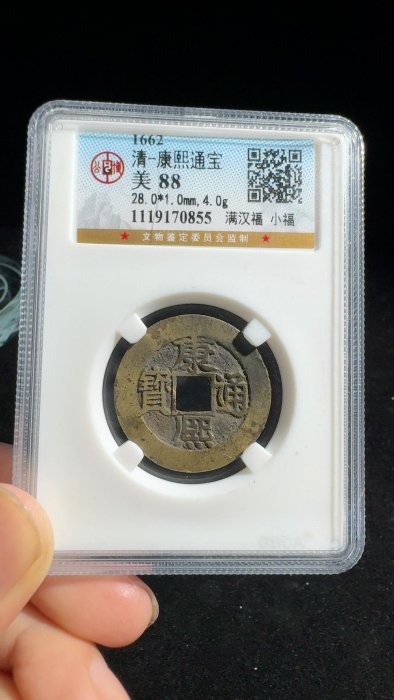 1662
清-康熙通宝
美 88
28.0*1.0mm,4.0g
1119170855 满汉福 小福
★ 文物鉴定委员会监制 ★
康
寶 通
熙